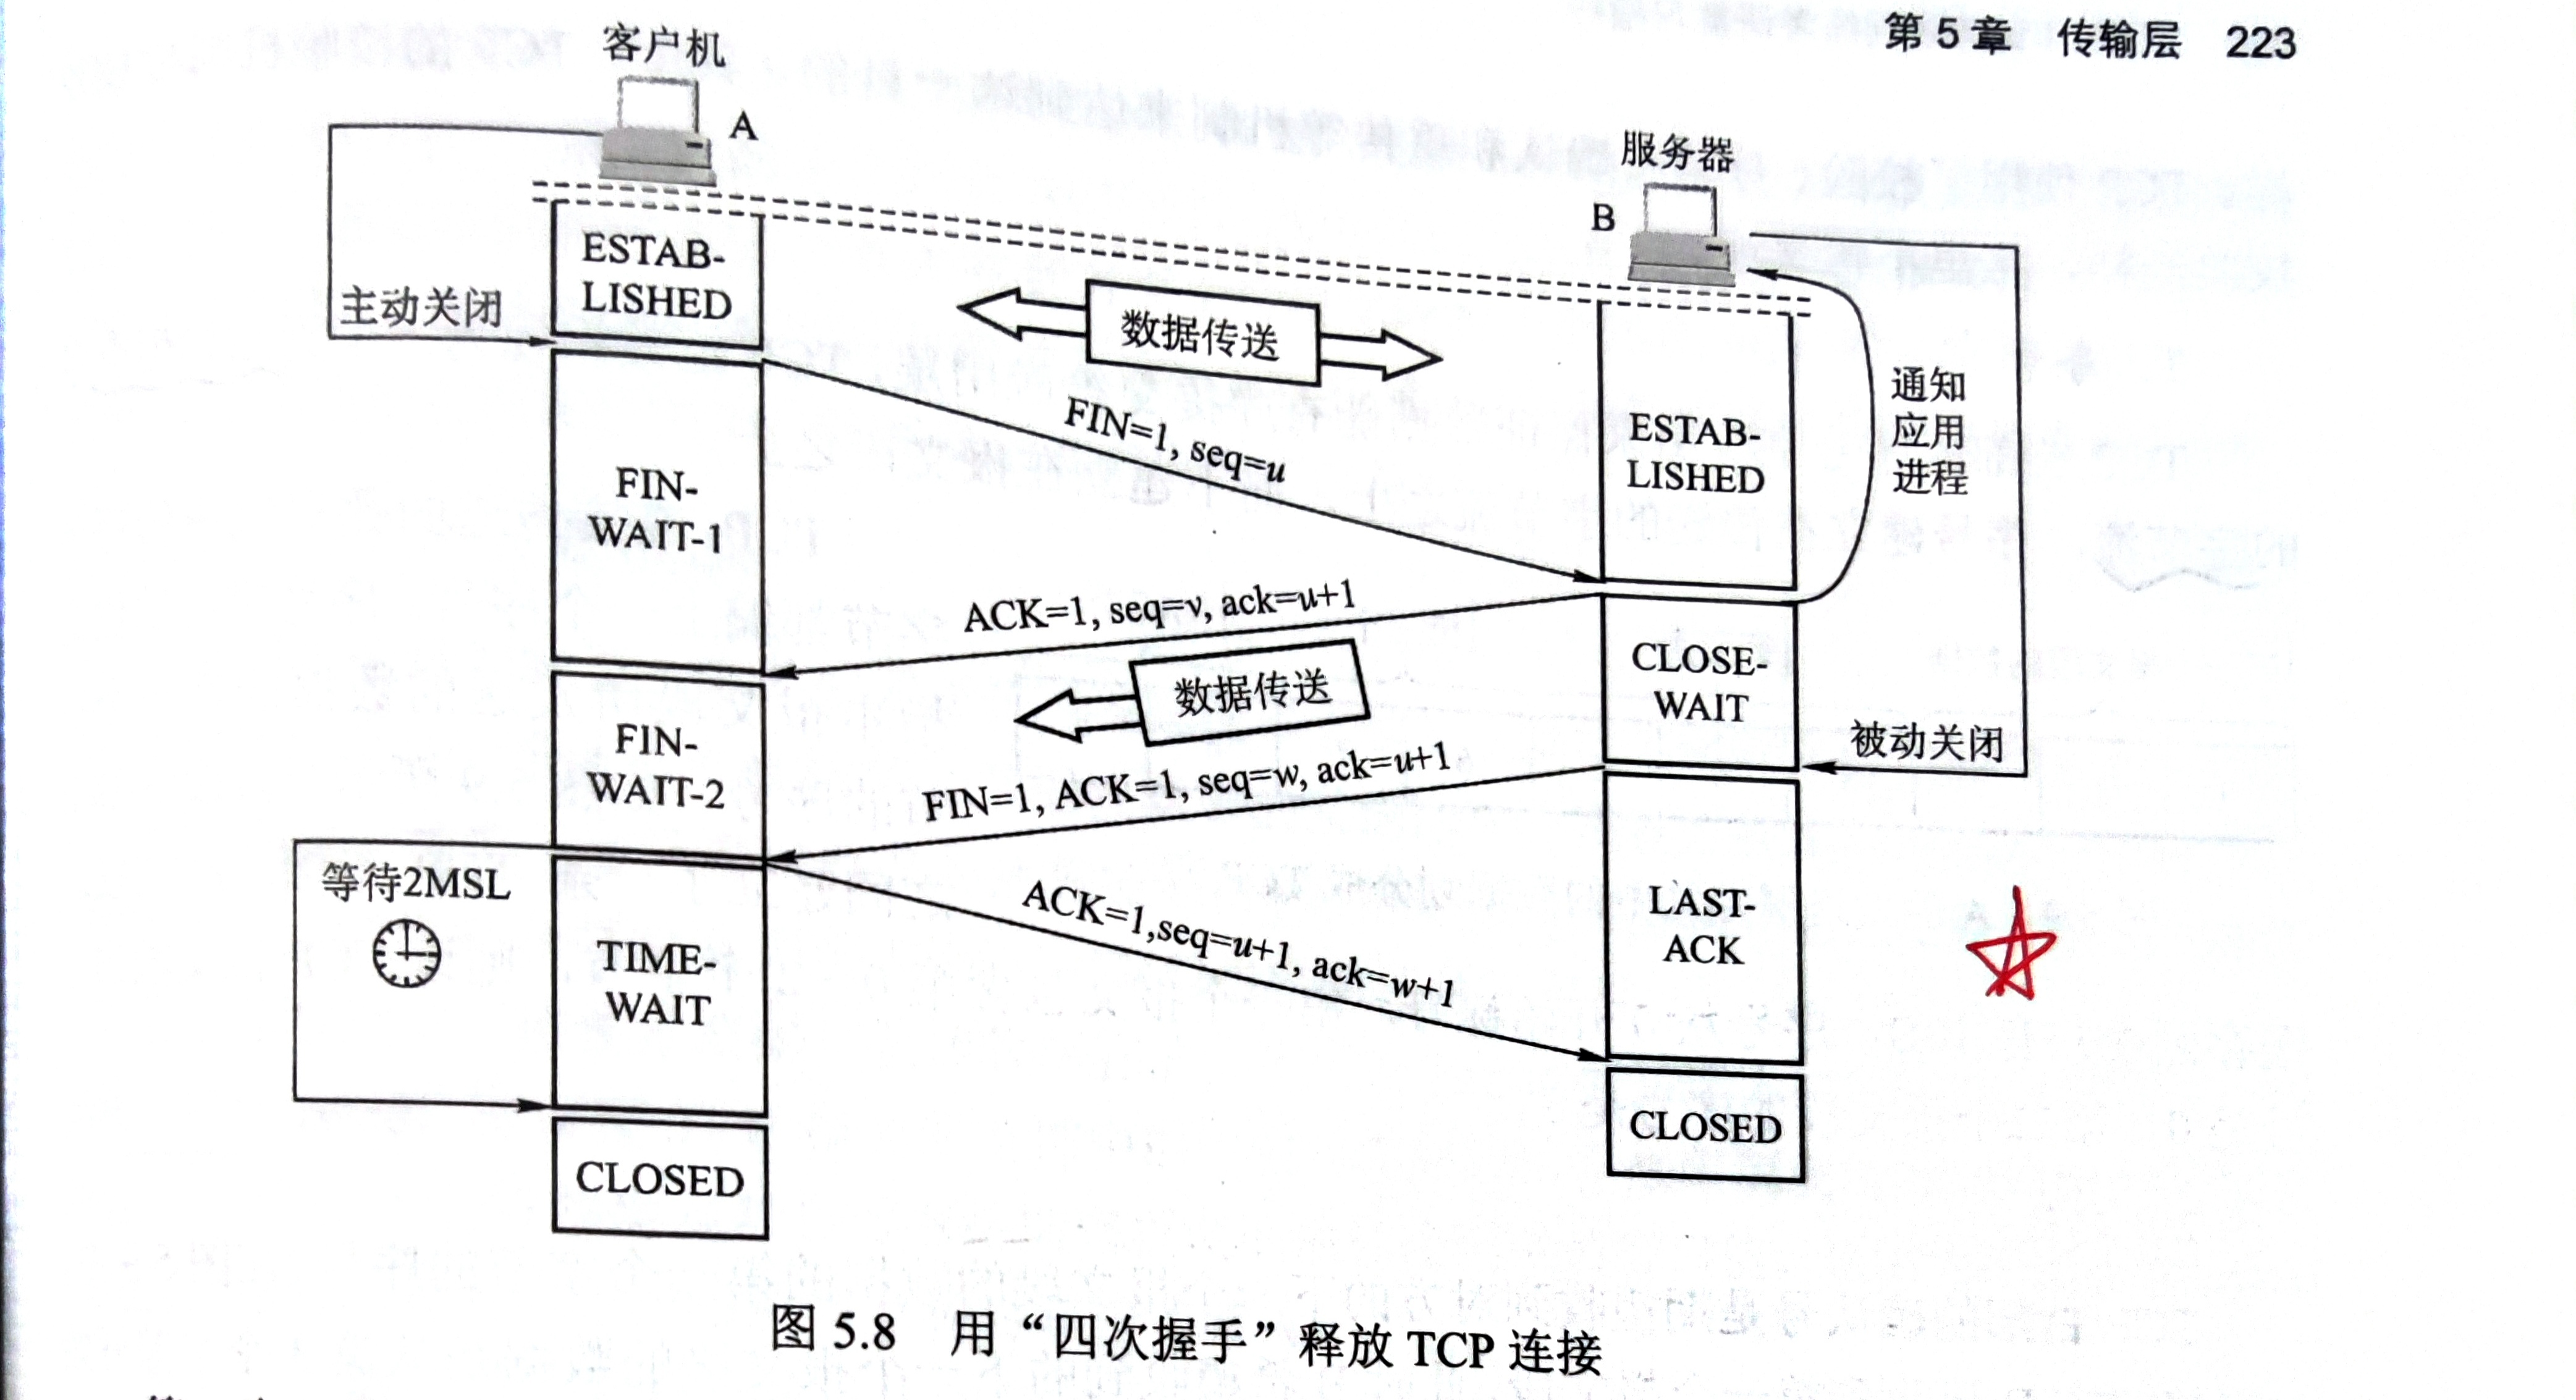 第5章 传输层 223
客户机
A
服务器
B
ESTAB-
LISHED
主动关闭
数据传送
FIN=1, seq=u
ESTAB-
LISHED
通知
应用
进程
FIN-
WAIT-1
ACK=1, seq=v, ack=u+1
CLOSE-
WAIT
数据传送
被动关闭
FIN-
WAIT-2
FIN=1, ACK=1, seq=w, ack=u+1
等待2MSL
TIME-
WAIT
ACK=1,seq=u+1, ack=w+1
LAST-
ACK
CLOSED
CLOSED
图 5.8 用“四次握手”释放 TCP 连接